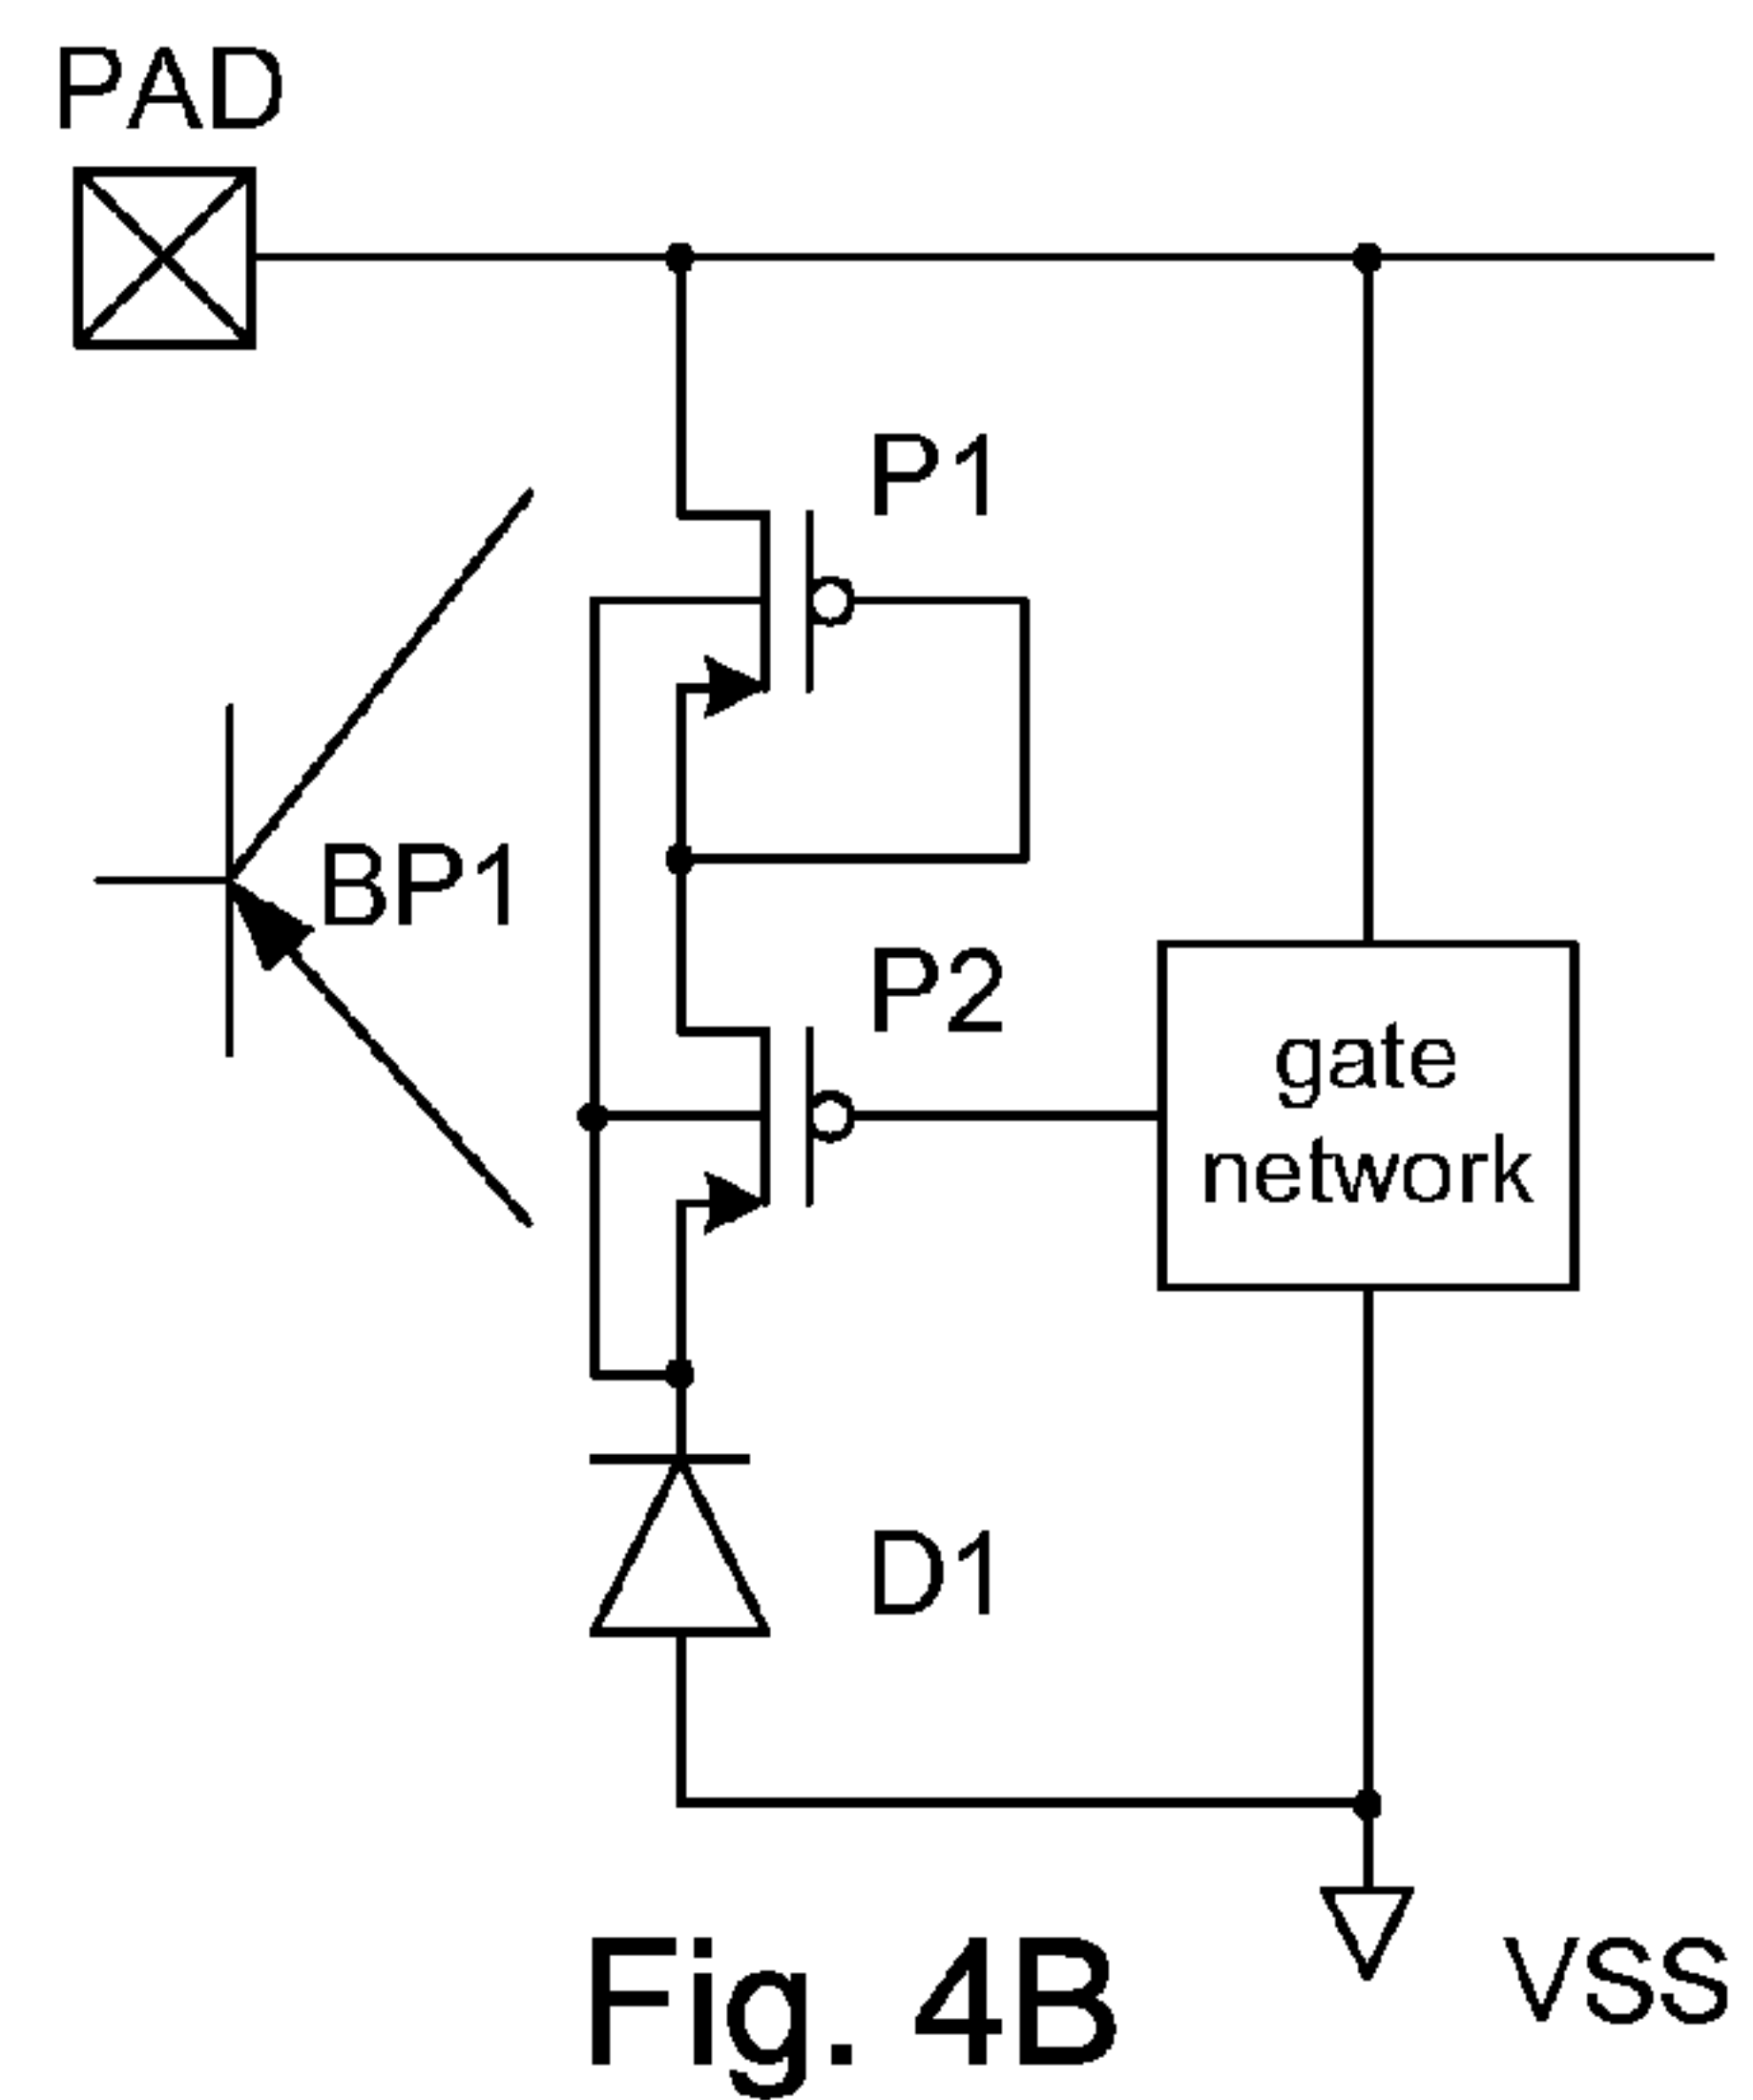 PAD
P1
BP1
P2
gate
network
D1
VSS
Fig. 4B